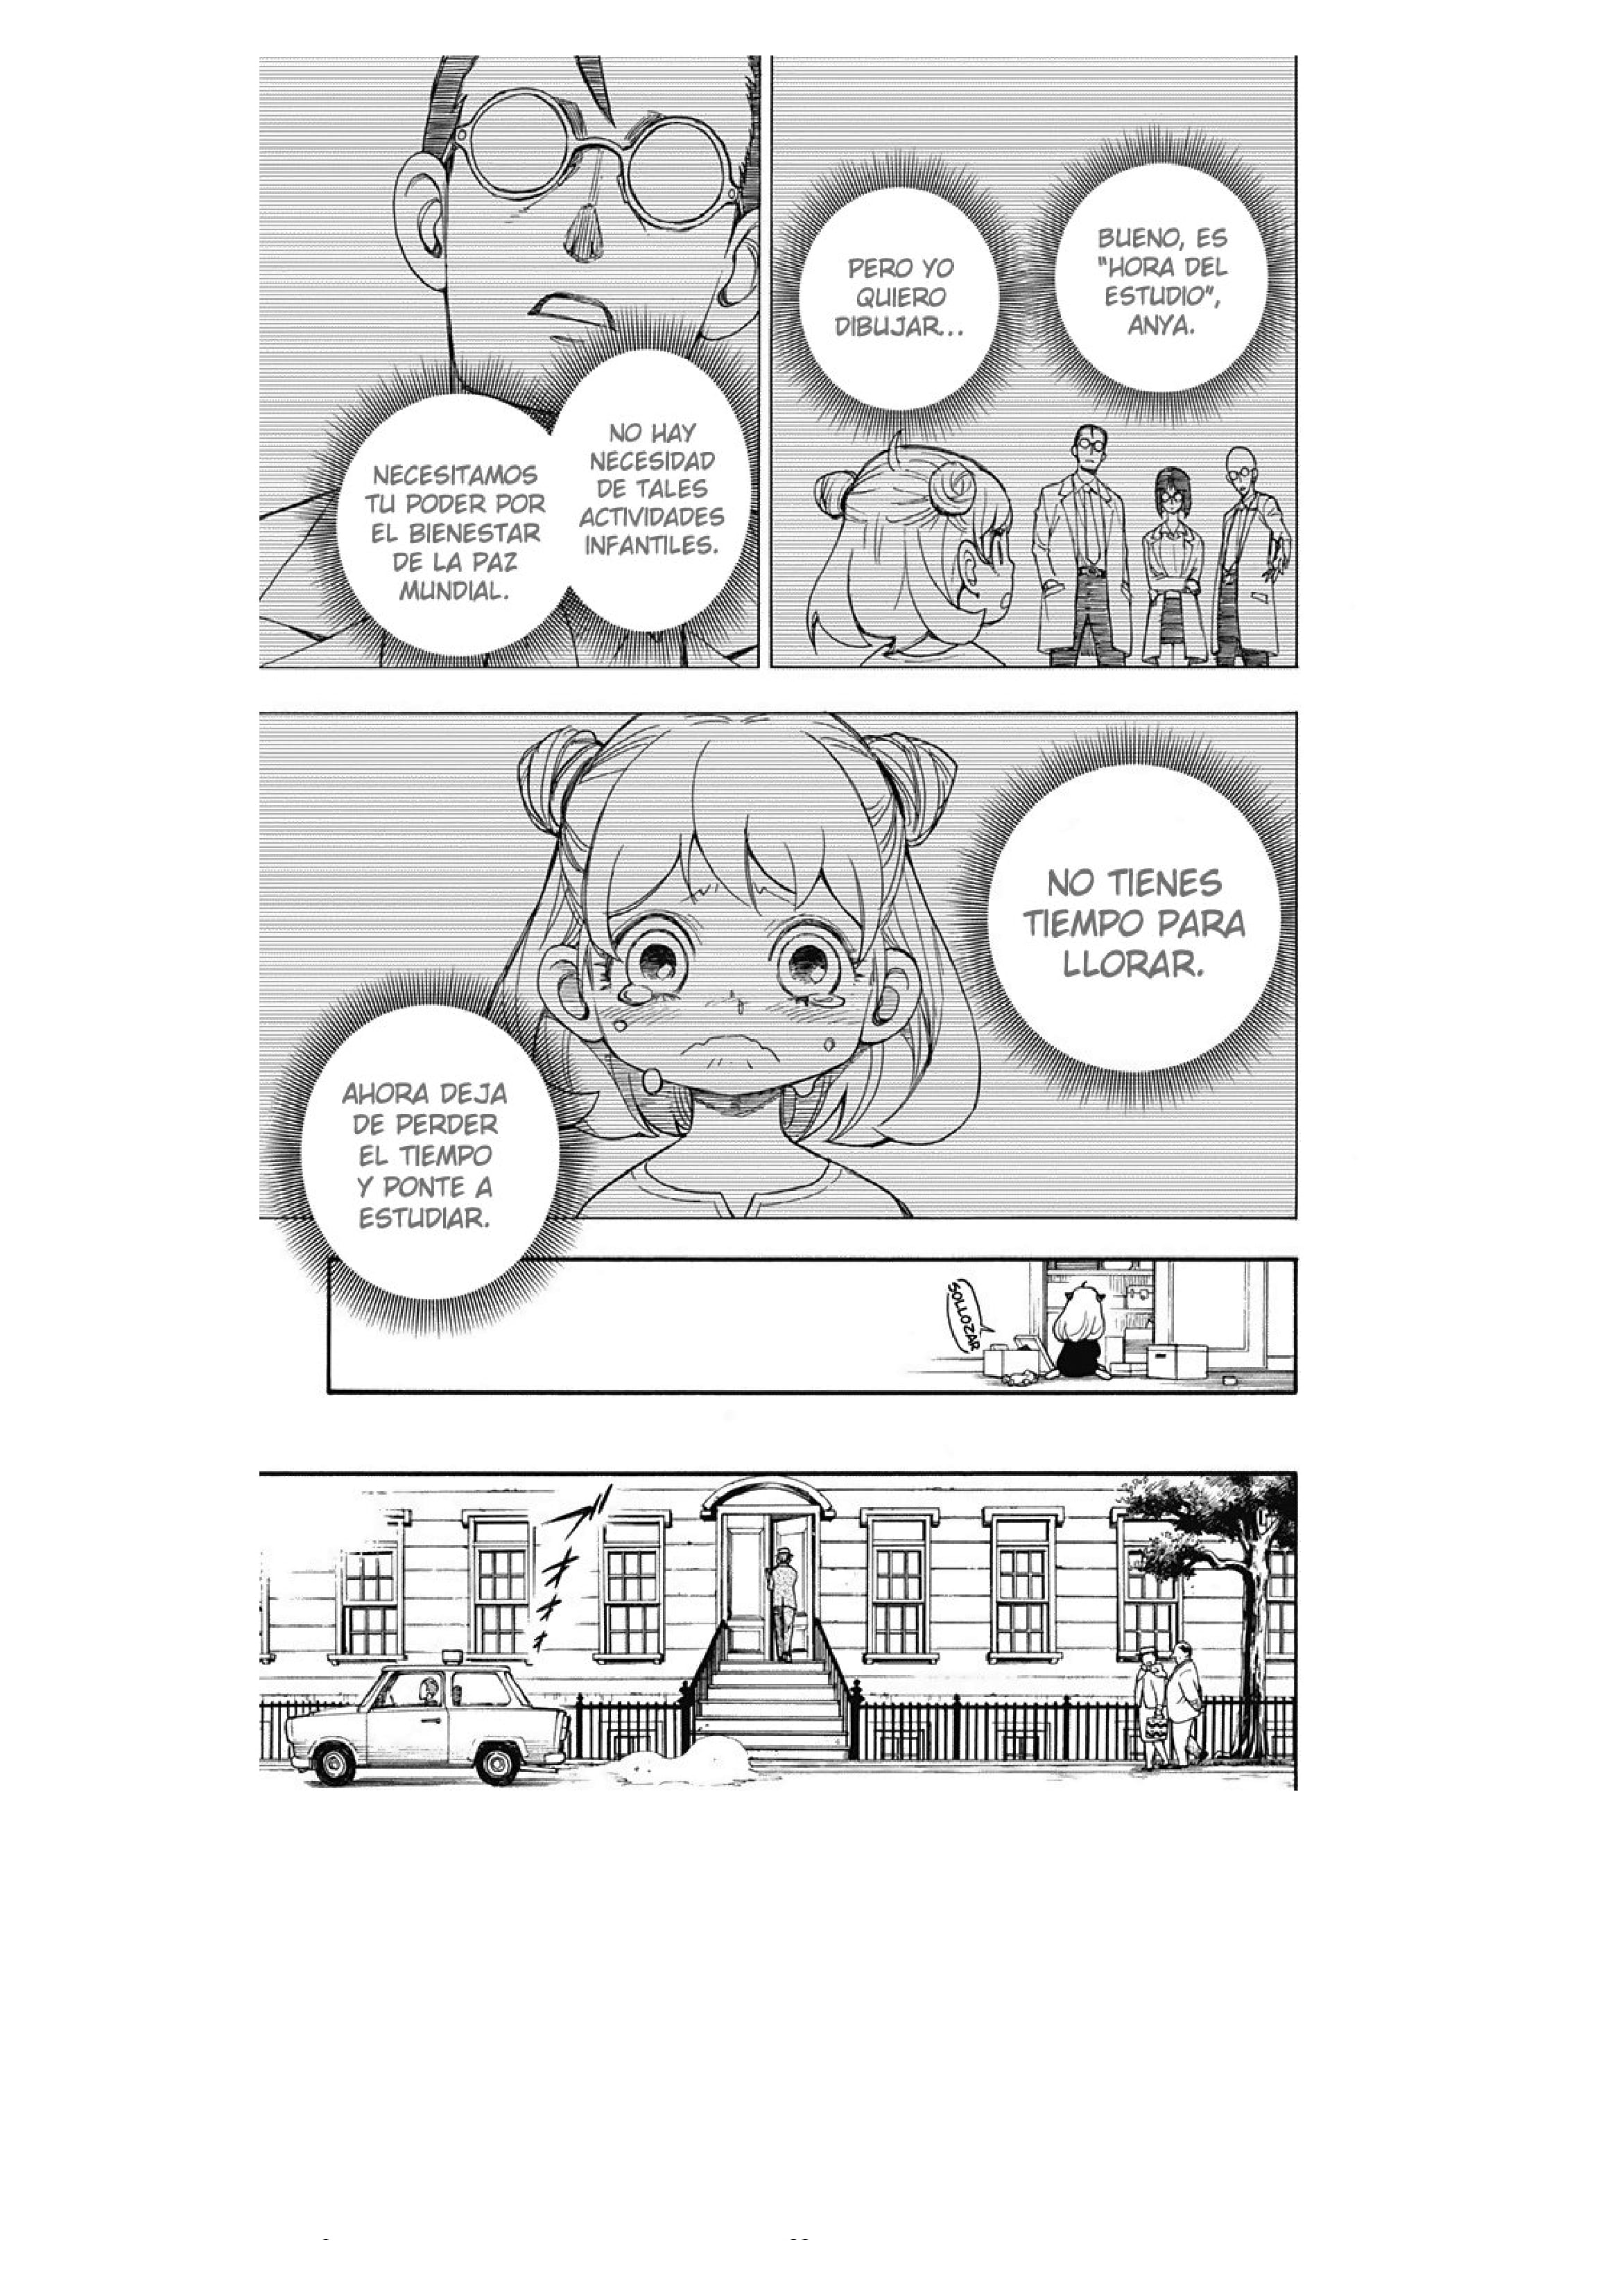 BUENO, ES
"HORA DEL
ESTUDIO",
ANYA.
PERO YO
QUIERO
DIBUJAR...
NO HAY
NECESIDAD
DE TALES
ACTIVIDADES
INFANTILES.
NECESITAMOS
TU PODER POR
EL BIENESTAR
DE LA PAZ
MUNDIAL.
NO TIENES
TIEMPO PARA
LLORAR.
AHORA DEJA
DE PERDER
EL TIEMPO
Y PONTE A
ESTUDIAR.
SOLLOZAR